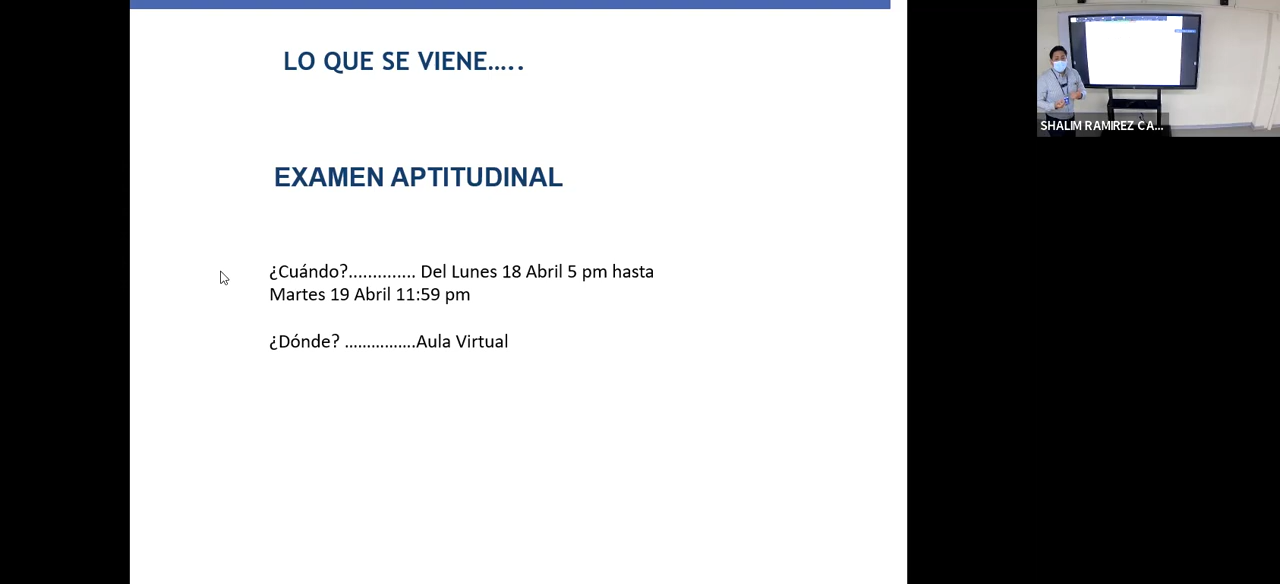 LO QUE SE VIENE.....
EXAMEN APTITUDINAL
¿Cuándo?.............. Del Lunes 18 Abril 5 pm hasta
Martes 19 Abril 11:59 pm
¿Dónde? ...............Aula Virtual
SHALIM RAMIREZ CA...